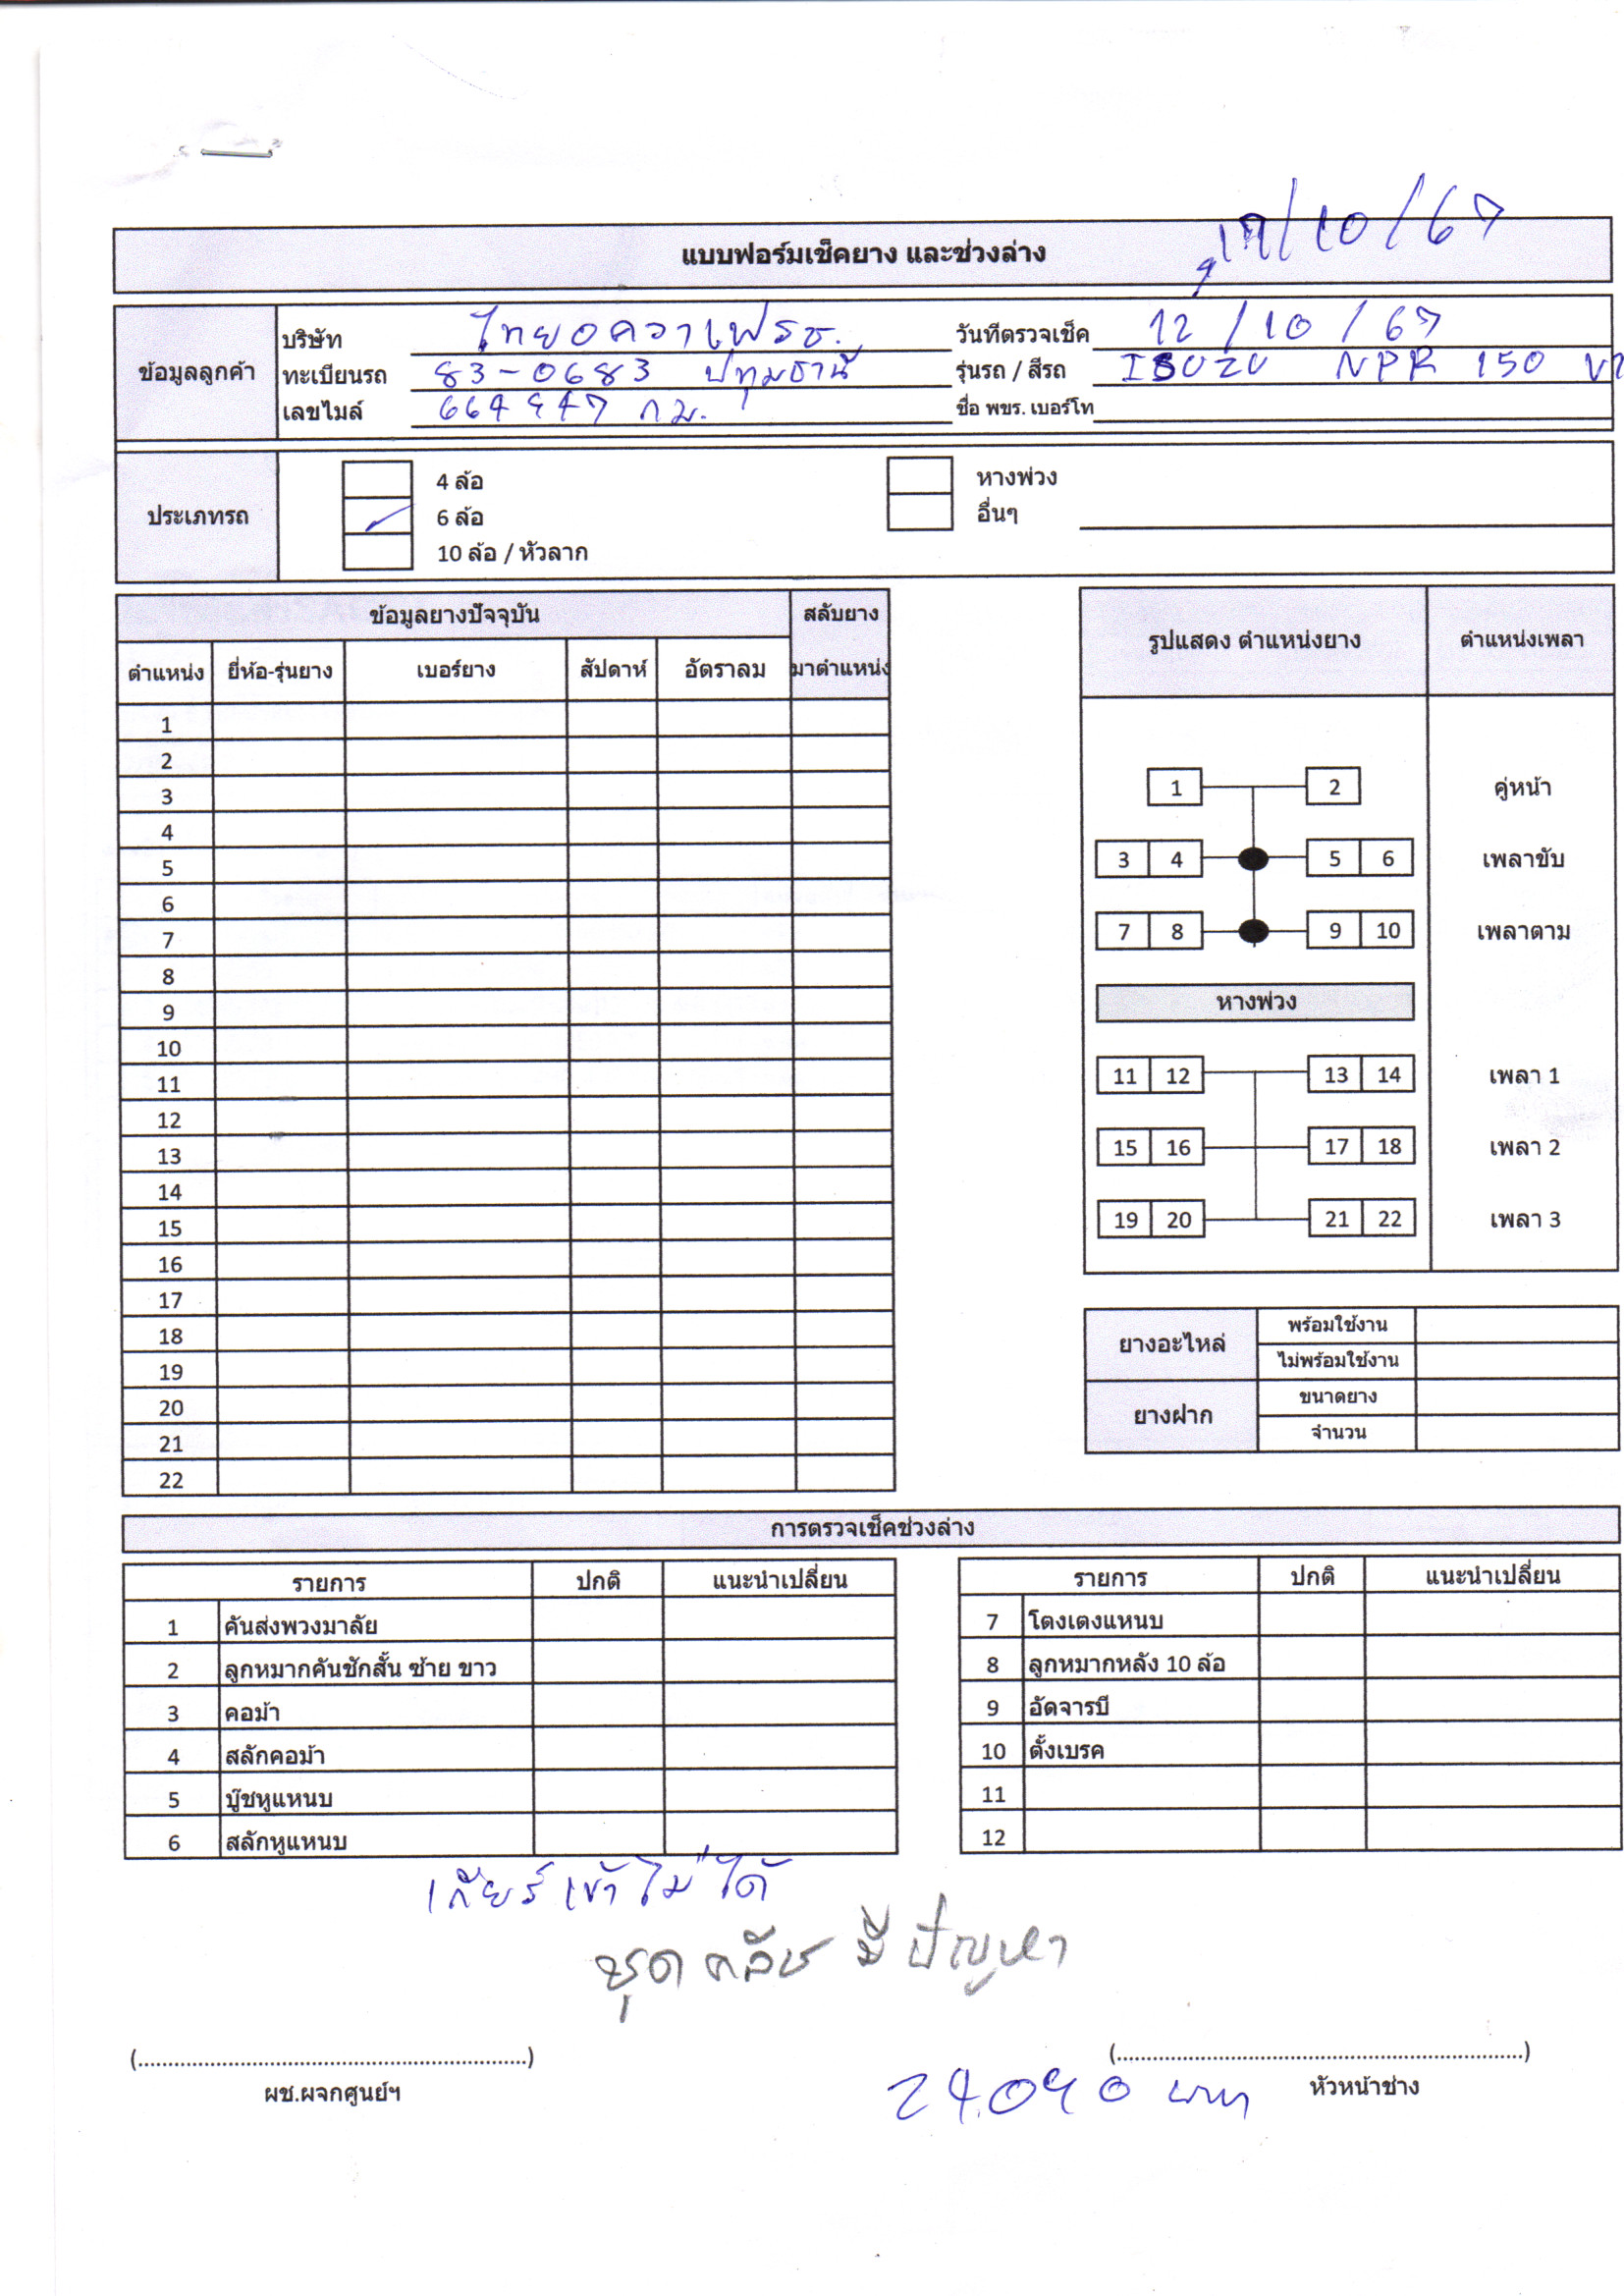 17/10/67
แบบฟอร์มเช็คยาง และช่วงล่าง
ข้อมูลลูกค้า
บริษัท ไทยอควาเฟรช. วันที่ตรวจเช็ค 12/10/67
ทะเบียนรถ 83-0683 ปทุมธานี รุ่นรถ / สีรถ ISUZU NPR 150
เลขไมล์ กม. ชื่อ พขร. เบอร์โท
ประเภทรถ
4 ล้อ หางพ่วง
6 ล้อ อื่นๆ
10 ล้อ / หัวลาก
ข้อมูลยางปัจจุบัน สลับยาง
ตำแหน่ง ยี่ห้อ-รุ่นยาง เบอร์ยาง สัปดาห์ อัตราลม มาตำแหน่ง
1
2
3
4
5
6
7
8
9
10
11
12
13
14
15
16
17
18
19
20
21
22
รูปแสดง ตำแหน่งยาง ตำแหน่งเพลา
1 2 คู่หน้า
3 4 5 6 เพลาขับ
7 8 9 10 เพลาตาม
หางพ่วง
11 12 13 14 เพลา 1
15 16 17 18 เพลา 2
19 20 21 22 เพลา 3
ยางอะไหล่ พร้อมใช้งาน
ไม่พร้อมใช้งาน
ยางฝาก ขนาดยาง
จำนวน
การตรวจเช็คช่วงล่าง
รายการ ปกติ แนะนำเปลี่ยน
1 คันส่งพวงมาลัย
2 ลูกหมากคันชักสั้น ซ้าย ขาว
3 คอม้า
4 สลักคอม้า
5 บู๊ชหูแหนบ
6 สลักหูแหนบ
รายการ ปกติ แนะนำเปลี่ยน
7 โตงเตงแหนบ
8 ลูกหมากหลัง 10 ล้อ
9 อัดจารบี
10 ตั้งเบรค
11
12
เกียร์เข้าไม่ได้
ชุดคลัช มีปัญหา
(........................................................)
ผช.ผจกศูนย์ฯ
(........................................................)
หัวหน้าช่าง
24,090 บาท